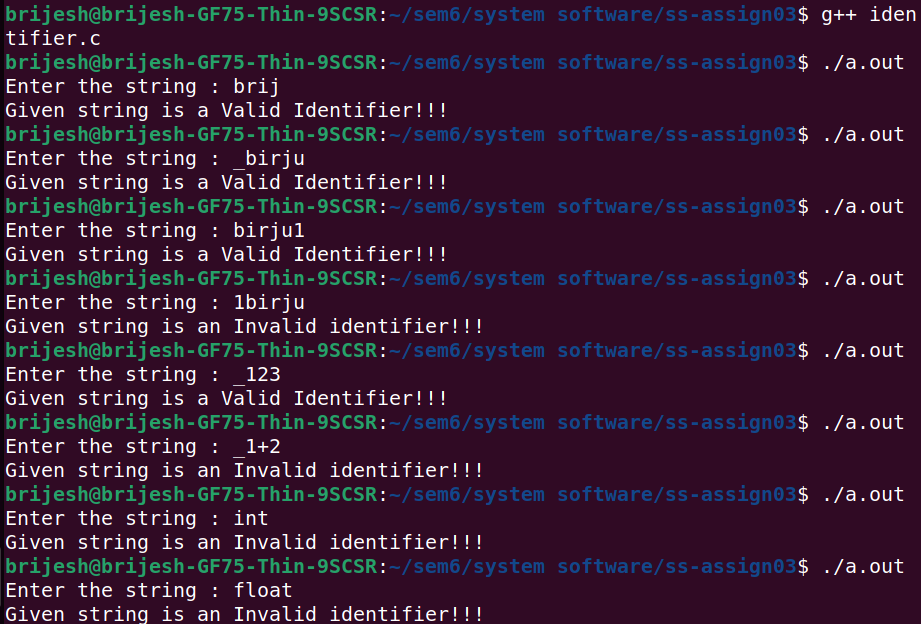 brijesh@brijesh-GF75-Thin-9SCSR:~/sem6/system software/ss-assign03$ g++ iden
tifier.c
brijesh@brijesh-GF75-Thin-9SCSR:~/sem6/system software/ss-assign03$ ./a.out
Enter the string : brij
Given string is a Valid Identifier!!!
brijesh@brijesh-GF75-Thin-9SCSR:~/sem6/system software/ss-assign03$ ./a.out
Enter the string : _birju
Given string is a Valid Identifier!!!
brijesh@brijesh-GF75-Thin-9SCSR:~/sem6/system software/ss-assign03$ ./a.out
Enter the string : birju1
Given string is a Valid Identifier!!!
brijesh@brijesh-GF75-Thin-9SCSR:~/sem6/system software/ss-assign03$ ./a.out
Enter the string : 1birju
Given string is an Invalid identifier!!!
brijesh@brijesh-GF75-Thin-9SCSR:~/sem6/system software/ss-assign03$ ./a.out
Enter the string : _123
Given string is a Valid Identifier!!!
brijesh@brijesh-GF75-Thin-9SCSR:~/sem6/system software/ss-assign03$ ./a.out
Enter the string : _1+2
Given string is an Invalid identifier!!!
brijesh@brijesh-GF75-Thin-9SCSR:~/sem6/system software/ss-assign03$ ./a.out
Enter the string : int
Given string is an Invalid identifier!!!
brijesh@brijesh-GF75-Thin-9SCSR:~/sem6/system software/ss-assign03$ ./a.out
Enter the string : float
Given string is an Invalid identifier!!!